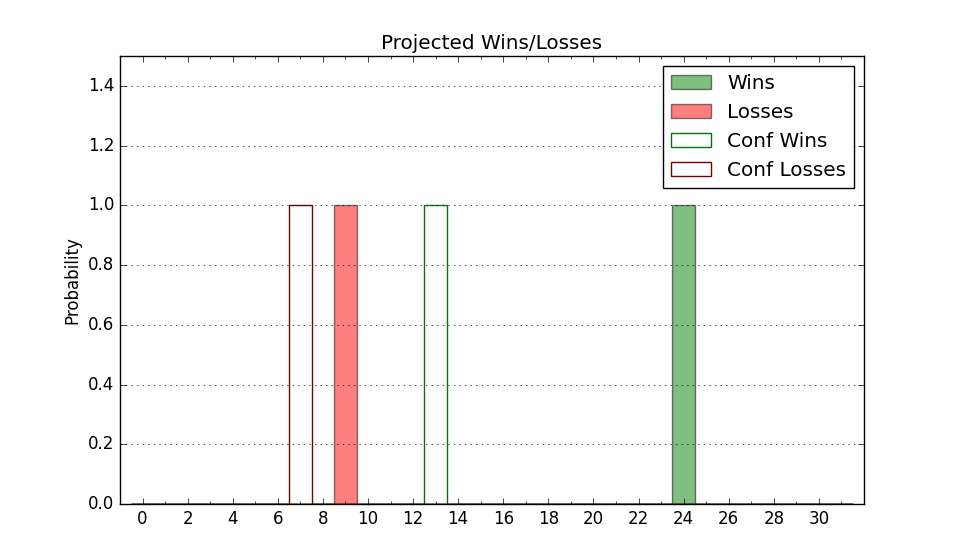 Projected Wins/Losses
Wins
Losses
Conf Wins
Conf Losses
Probability
1.4
1.2
1.0
0.8
0.6
0.4
0.2
0.0
0 2 4 6 8 10 12 14 16 18 20 22 24 26 28 30